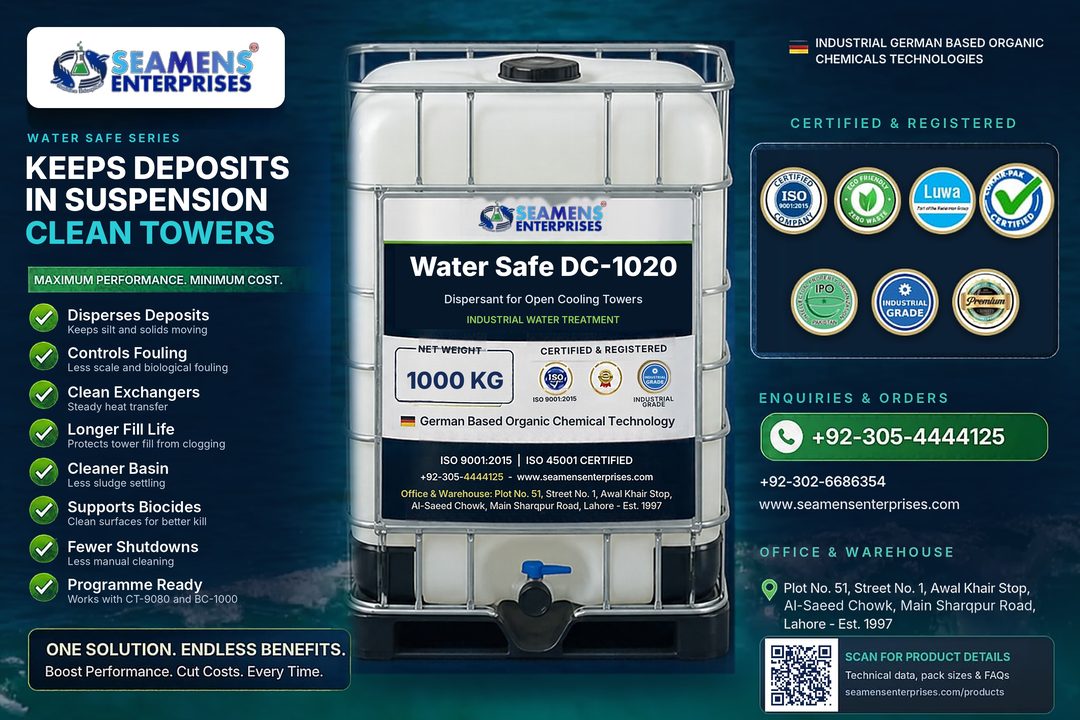 SEAMENS
ENTERPRISES
WATER SAFE SERIES
KEEPS DEPOSITS
IN SUSPENSION
CLEAN TOWERS
MAXIMUM PERFORMANCE. MINIMUM COST.
Disperses Deposits
Keeps silt and solids moving
Controls Fouling
Less scale and biological fouling
Clean Exchangers
Steady heat transfer
Longer Fill Life
Protects tower fill from clogging
Cleaner Basin
Less sludge settling
Supports Biocides
Clean surfaces for better kill
Fewer Shutdowns
Less manual cleaning
Programme Ready
Works with CT-9080 and BC-1000
ONE SOLUTION. ENDLESS BENEFITS.
Boost Performance. Cut Costs. Every Time.
SEAMENS
ENTERPRISES
Water Safe DC-1020
Dispersant for Open Cooling Towers
INDUSTRIAL WATER TREATMENT
NET WEIGHT
1000 KG
CERTIFIED & REGISTERED
ISO
ISO 9001:2015
INDUSTRIAL
GRADE
INDUSTRIAL
GRADE
German Based Organic Chemical Technology
ISO 9001:2015 | ISO 45001 CERTIFIED
+92-305-4444125 - www.seamensenterprises.com
Office & Warehouse: Plot No. 51, Street No. 1, Awal Khair Stop,
Al-Saeed Chowk, Main Sharqpur Road, Lahore - Est. 1997
INDUSTRIAL GERMAN BASED ORGANIC
CHEMICALS TECHNOLOGIES
CERTIFIED & REGISTERED
CERTIFIED
ISO
9001:2015
COMPANY
ECO FRIENDLY
ZERO WASTE
Luwa
Part of the
Group
CERTIFIED
IPO
PAKISTAN
INDUSTRIAL
GRADE
Premium
ENQUIRIES & ORDERS
+92-305-4444125
+92-302-6686354
www.seamensenterprises.com
OFFICE & WAREHOUSE
Plot No. 51, Street No. 1, Awal Khair Stop,
Al-Saeed Chowk, Main Sharqpur Road,
Lahore - Est. 1997
SCAN FOR PRODUCT DETAILS
Technical data, pack sizes & FAQs
seamensenterprises.com/products